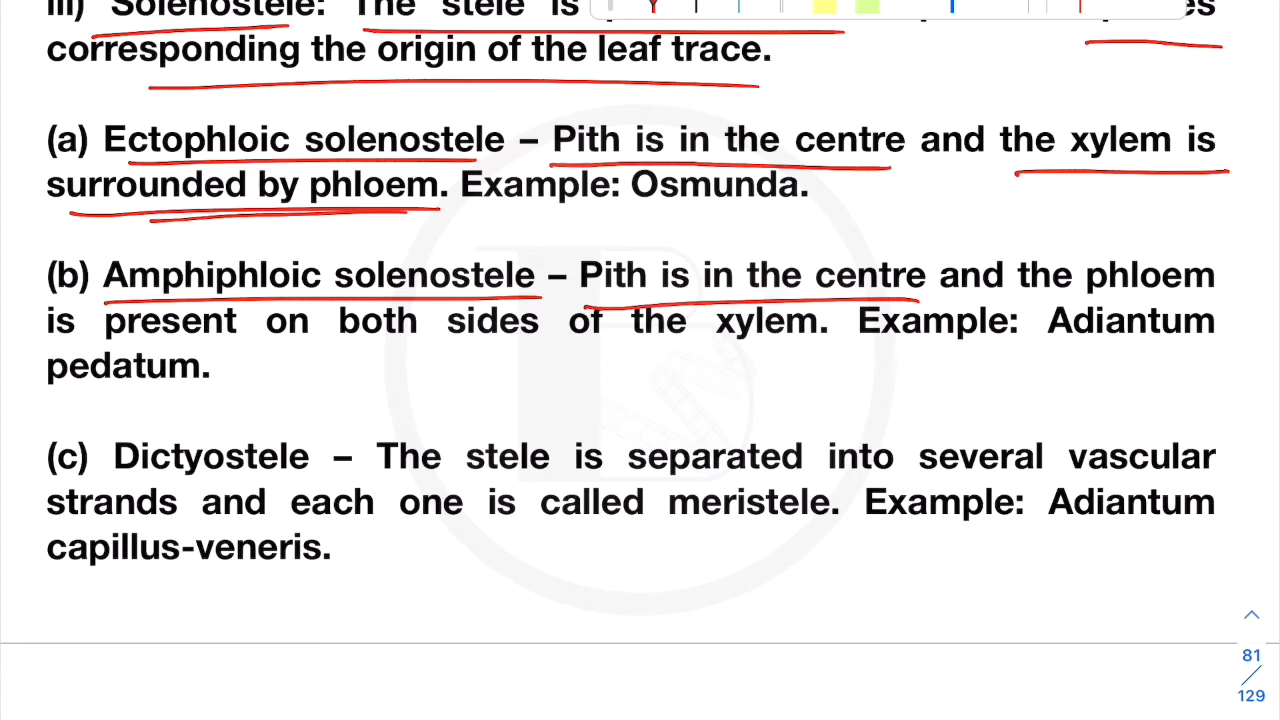 iii) Solenostele: The stele is
corresponding the origin of the leaf trace.
(a) Ectophloic solenostele – Pith is in the centre and the xylem is
surrounded by phloem. Example: Osmunda.
(b) Amphiphloic solenostele – Pith is in the centre and the phloem
is present on both sides of the xylem. Example: Adiantum
pedatum.
(c) Dictyostele – The stele is separated into several vascular
strands and each one is called meristele. Example: Adiantum
capillus-veneris.
81
129